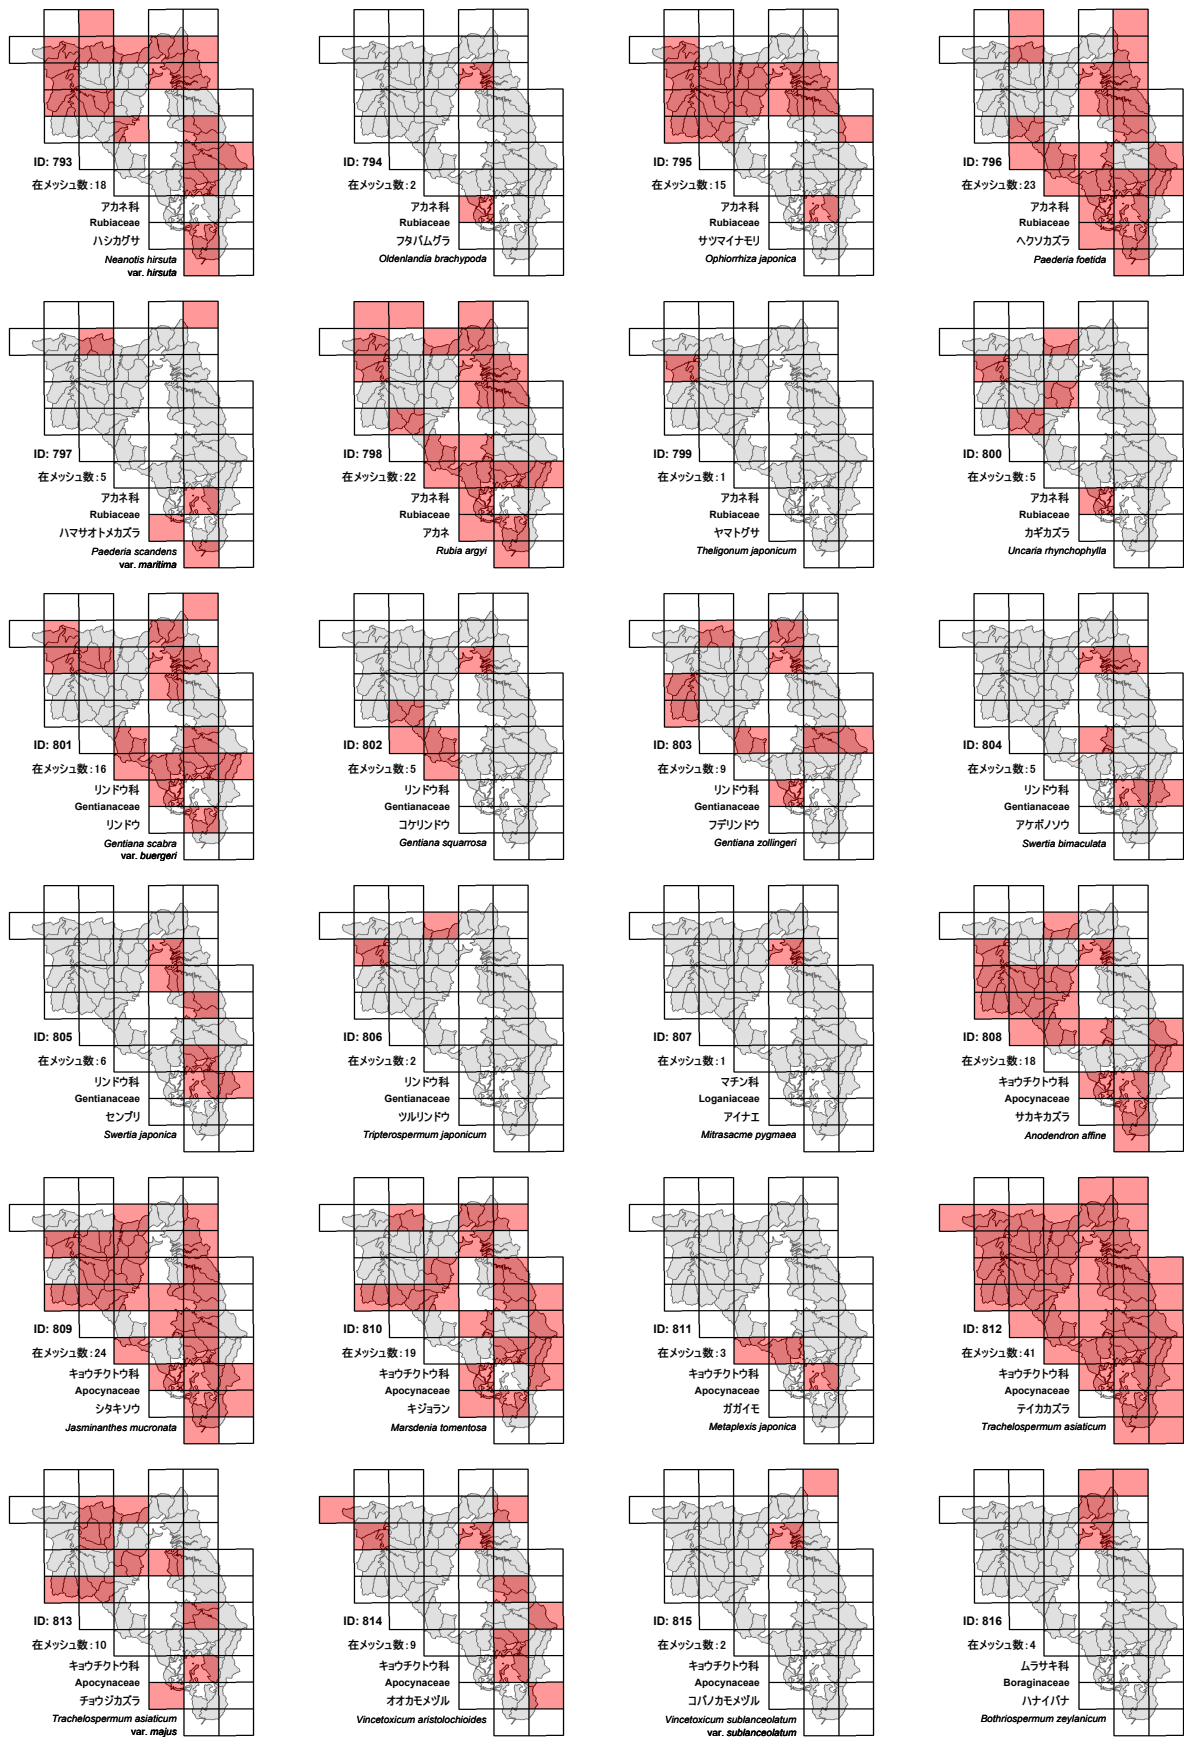 ID: 793
在メッシュ数:18
アカネ科
Rubiaceae
ハシカグサ
Neanotis hirsuta
var. hirsuta
ID: 794
在メッシュ数:2
アカネ科
Rubiaceae
フタバムグラ
Oldenlandia brachypoda
ID: 795
在メッシュ数:15
アカネ科
Rubiaceae
サツマイナモリ
Ophiorrhiza japonica
ID: 796
在メッシュ数:23
アカネ科
Rubiaceae
ヘクソカズラ
Paederia foetida
ID: 797
在メッシュ数:5
アカネ科
Rubiaceae
ハマサオトメカズラ
Paederia scandens
var. maritima
ID: 798
在メッシュ数:22
アカネ科
Rubiaceae
アカネ
Rubia argyi
ID: 799
在メッシュ数:1
アカネ科
Rubiaceae
ヤマトグサ
Theligonum japonicum
ID: 800
在メッシュ数:5
アカネ科
Rubiaceae
カギカズラ
Uncaria rhynchophylla
ID: 801
在メッシュ数:16
リンドウ科
Gentianaceae
リンドウ
Gentiana scabra
var. buergeri
ID: 802
在メッシュ数:5
リンドウ科
Gentianaceae
コケリンドウ
Gentiana squarrosa
ID: 803
在メッシュ数:9
リンドウ科
Gentianaceae
フデリンドウ
Gentiana zollingeri
ID: 804
在メッシュ数:5
リンドウ科
Gentianaceae
アケボノソウ
Swertia bimaculata
ID: 805
在メッシュ数:6
リンドウ科
Gentianaceae
センブリ
Swertia japonica
ID: 806
在メッシュ数:2
リンドウ科
Gentianaceae
ツルリンドウ
Tripterospermum japonicum
ID: 807
在メッシュ数:1
マチン科
Loganiaceae
アイナエ
Mitrasacme pygmaea
ID: 808
在メッシュ数:18
キョウチクトウ科
Apocynaceae
サカキカズラ
Anodendron affine
ID: 809
在メッシュ数:24
キョウチクトウ科
Apocynaceae
シタキソウ
Jasminanthes mucronata
ID: 810
在メッシュ数:19
キョウチクトウ科
Apocynaceae
キジョラン
Marsdenia tomentosa
ID: 811
在メッシュ数:3
キョウチクトウ科
Apocynaceae
ガガイモ
Metaplexis japonica
ID: 812
在メッシュ数:41
キョウチクトウ科
Apocynaceae
テイカカズラ
Trachelospermum asiaticum
ID: 813
在メッシュ数:10
キョウチクトウ科
Apocynaceae
チョウジカズラ
Trachelospermum asiaticum
var. majus
ID: 814
在メッシュ数:9
キョウチクトウ科
Apocynaceae
オオカモメヅル
Vincetoxicum aristolochioides
ID: 815
在メッシュ数:2
キョウチクトウ科
Apocynaceae
コバノカモメヅル
Vincetoxicum sublanceolatum
var. sublanceolatum
ID: 816
在メッシュ数:4
ムラサキ科
Boraginaceae
ハナイバナ
Bothriospermum zeylanicum